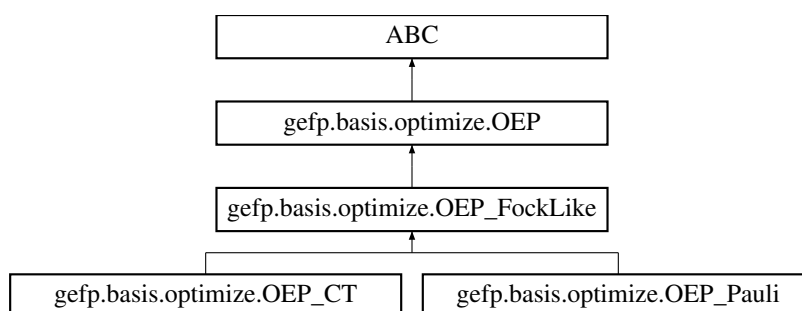 ABC
gefp.basis.optimize.OEP
gefp.basis.optimize.OEP_FockLike
gefp.basis.optimize.OEP_CT
gefp.basis.optimize.OEP_Pauli